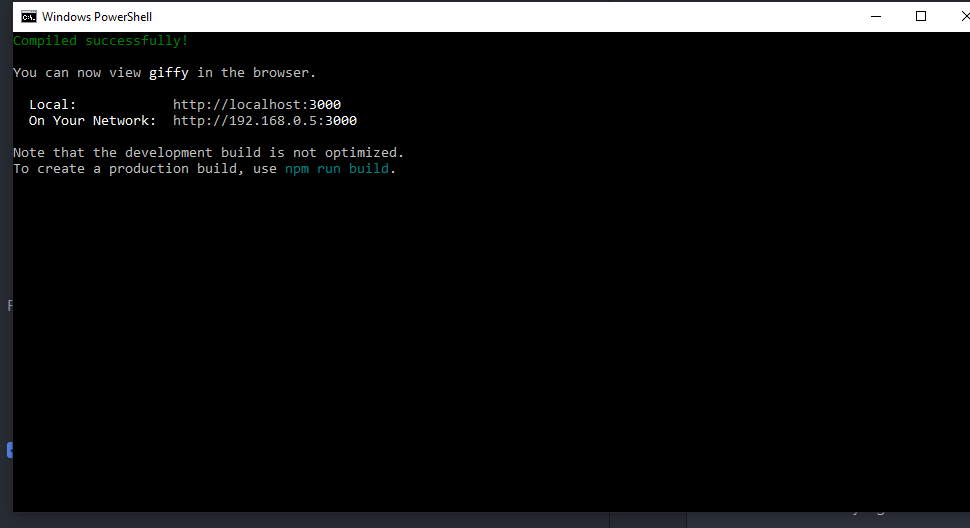 Windows PowerShell
Compiled successfully!
You can now view giffy in the browser.
Local: http://localhost:3000
On Your Network: http://192.168.0.5:3000
Note that the development build is not optimized.
To create a production build, use npm run build.